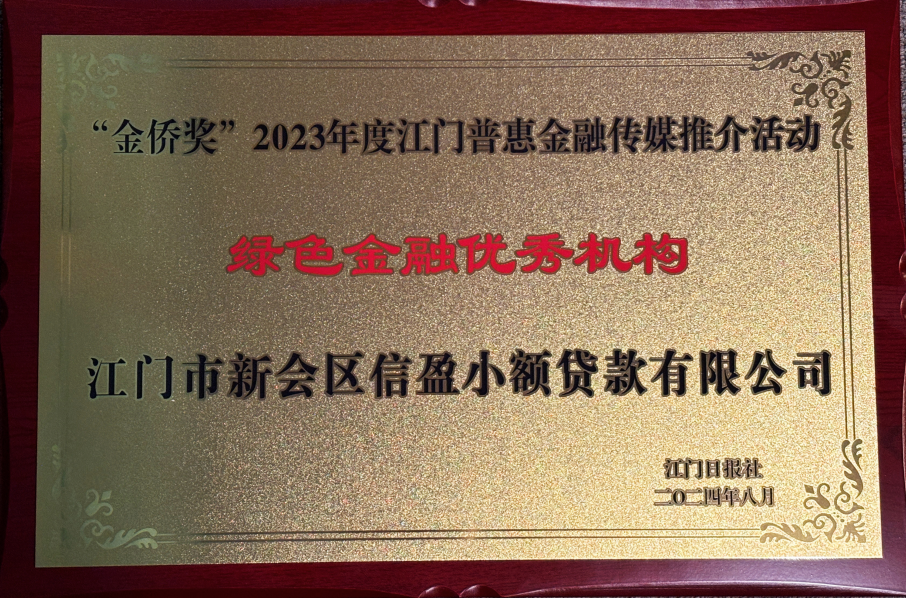 “金侨奖”2023年度江门普惠金融传媒推介活动
绿色金融优秀机构
江门市新会区信盈小额贷款有限公司
江门日报社
二〇二四年八月